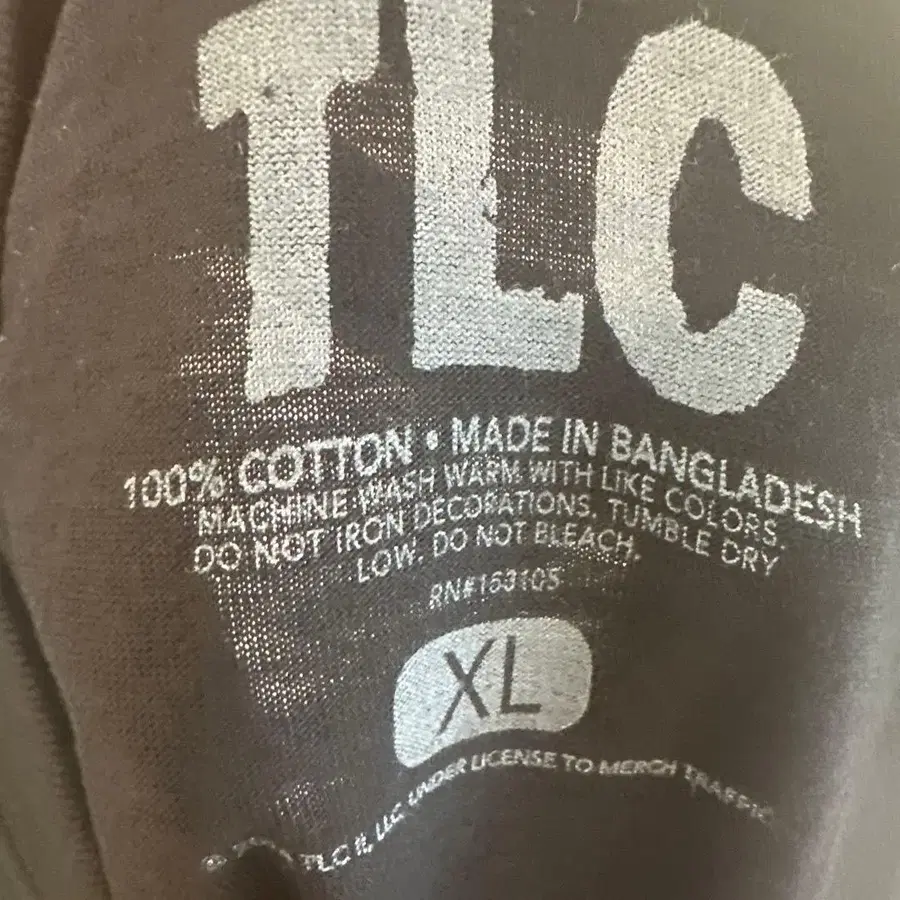 TLC
100% COTTON • MADE IN BANGLADESH
MACHINE WASH WARM WITH LIKE COLORS.
DO NOT IRON DECORATIONS. TUMBLE DRY
LOW. DO NOT BLEACH.
RN#153105
XL
© TLC II, LLC UNDER LICENSE TO MERCH TRAFFIC